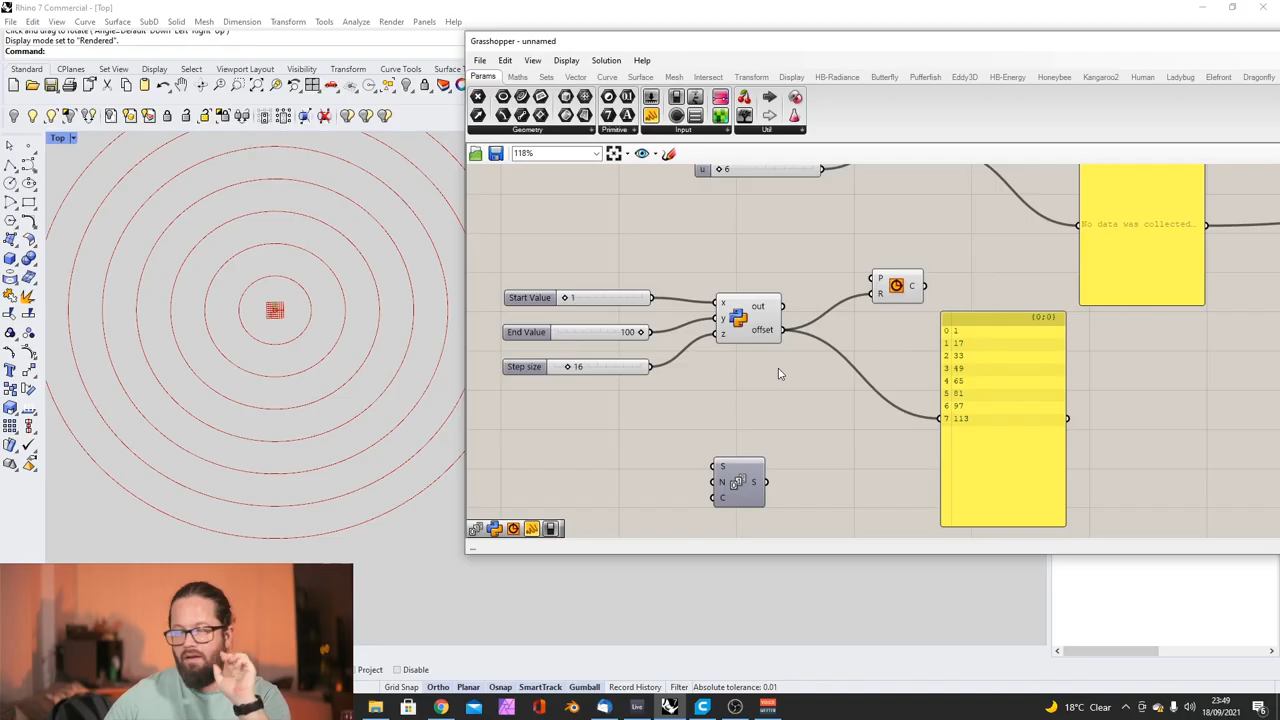 Rhino 7 Commercial - [Top]
File Edit View Curve Surface SubD Solid Mesh Dimension Transform Tools Analyze Render Panels Help
Display mode set to "Rendered".
Command:
Standard CPlanes Set View Display Select Viewport Layout Visibility Transform Curve Tools Surface T
Top
Grasshopper - unnamed
File Edit View Display Solution Help
Params Maths Sets Vector Curve Surface Mesh Intersect Transform Display HB-Radiance Butterfly Pufferfish Eddy3D HB-Energy Honeybee Kangaroo2 Human Ladybug Elefront Dragonfly
Geometry Primitive Input Util
118%
u 6
No data was collected...
Start Value 1
End Value 100
Step size 16
x out
y
z offset
P
R C
{0;0}
0 1
1 17
2 33
3 49
4 65
5 81
6 97
7 113
S
N S
C
...
Project Disable
Grid Snap Ortho Planar Osnap SmartTrack Gumball Record History Filter Absolute tolerance: 0.01
Live
18°C Clear
23:49
18/09/2021